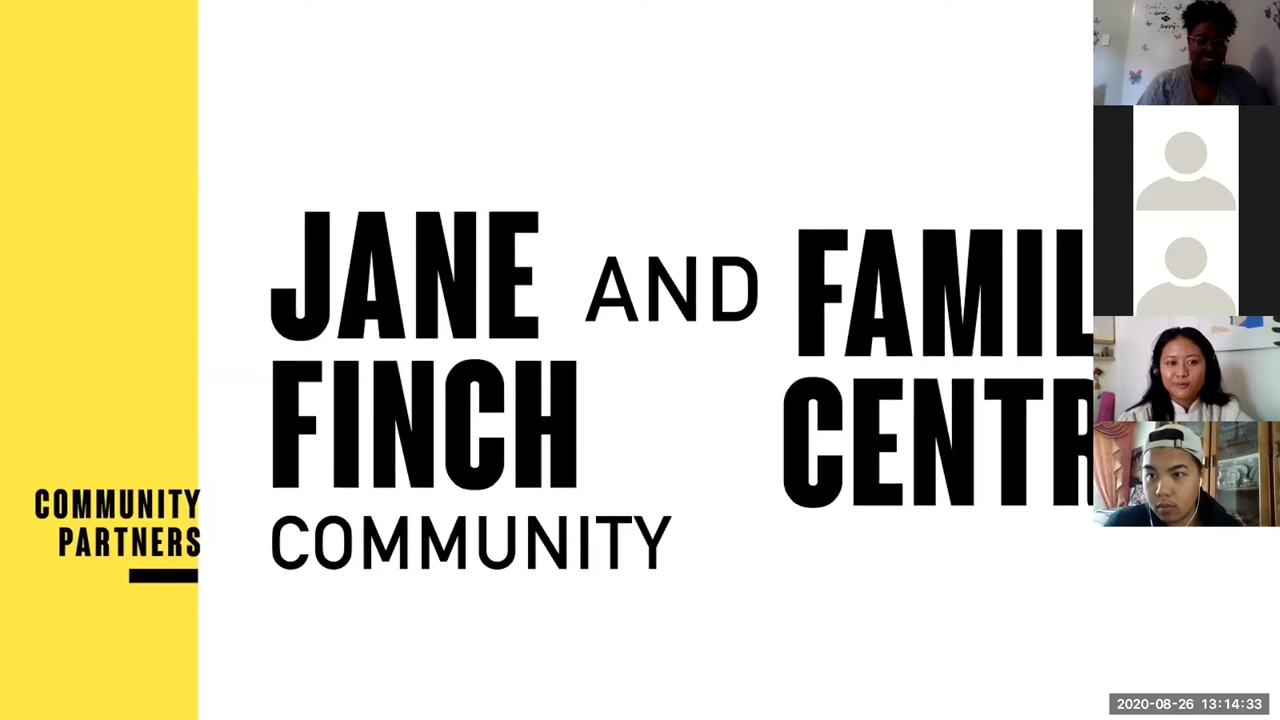 JANE
AND
FAMIL
FINCH
CENTR
COMMUNITY
COMMUNITY
PARTNERS
2020-08-26 13:14:33